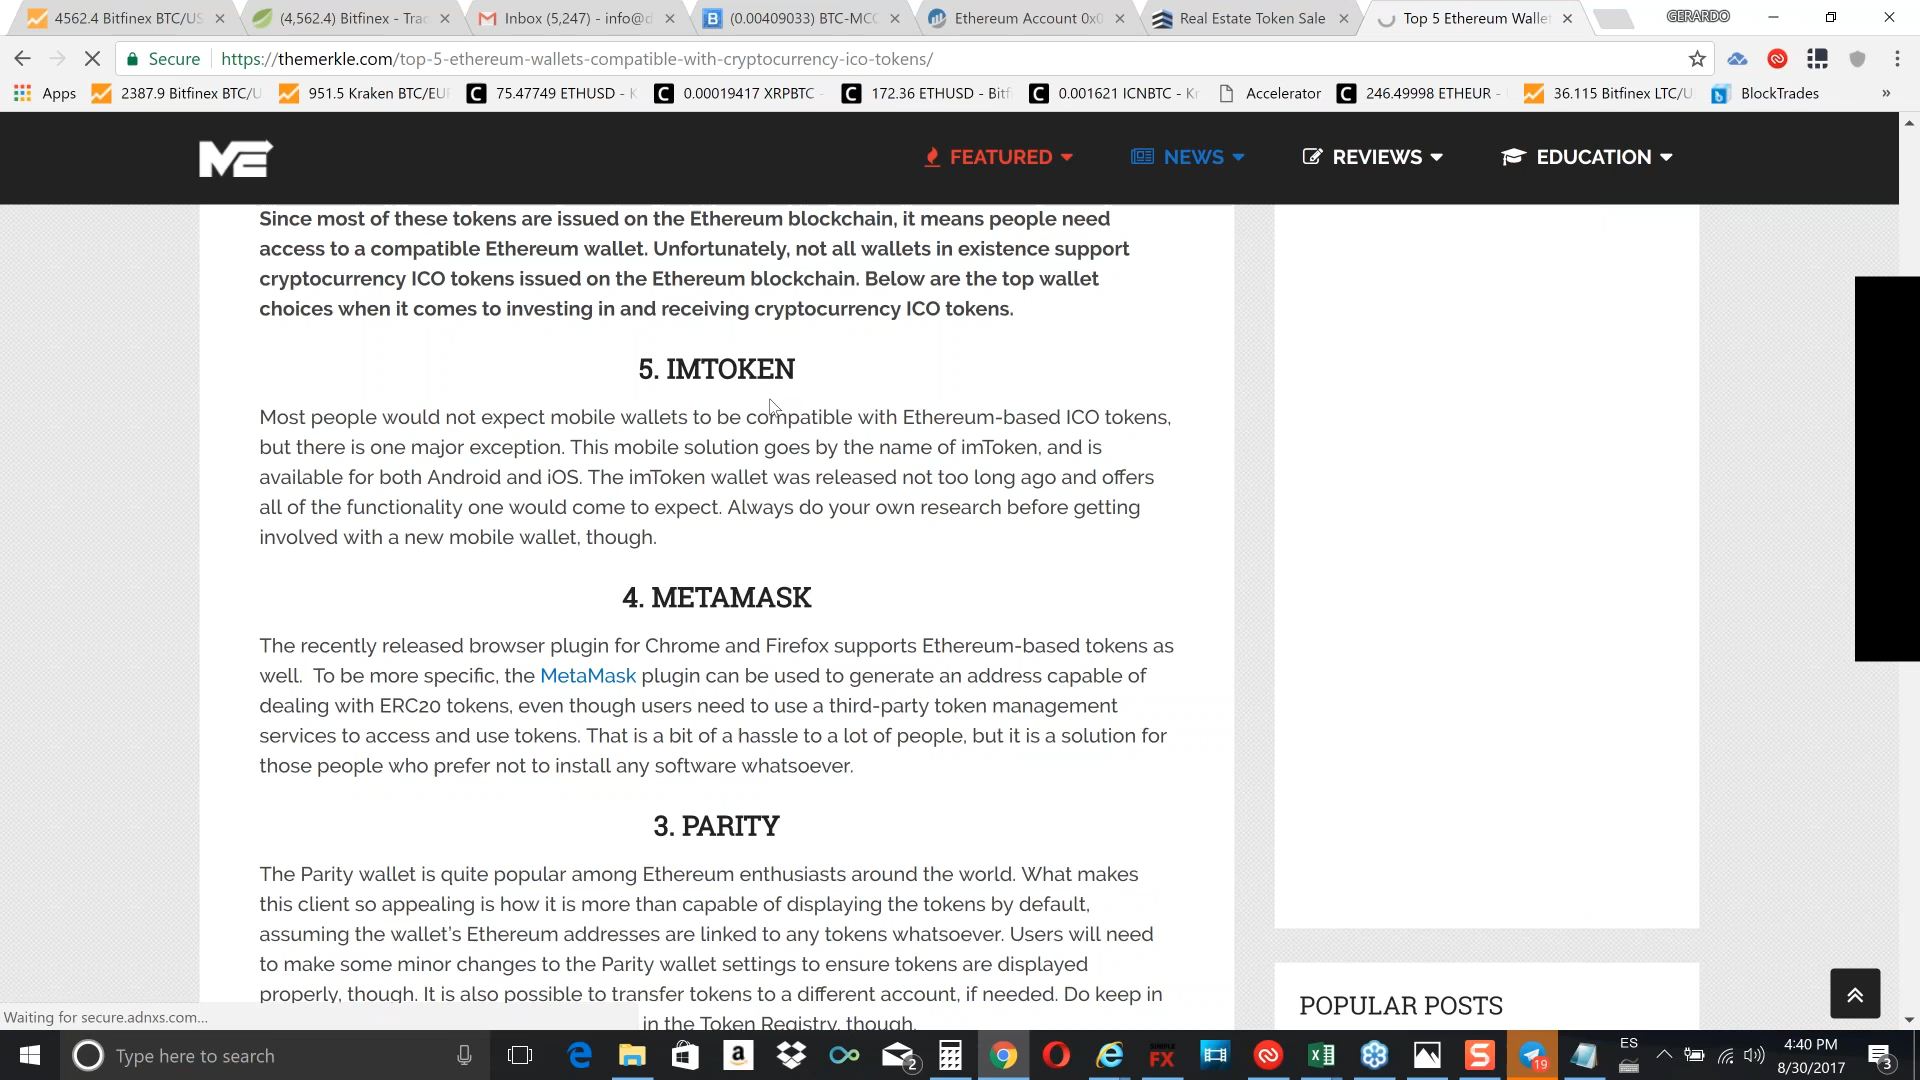 4562.4 Bitfinex BTC/US
(4,562.4) Bitfinex - Trac
Inbox (5,247) - info@d
(0.00409033) BTC-MCC
Ethereum Account 0x0
Real Estate Token Sale
Top 5 Ethereum Wallet
GERARDO
Secure
https://themerkle.com/top-5-ethereum-wallets-compatible-with-cryptocurrency-ico-tokens/
Apps
2387.9 Bitfinex BTC/U
951.5 Kraken BTC/EUR
75.47749 ETHUSD - K
0.00019417 XRPBTC -
172.36 ETHUSD - Bitf
0.001621 ICNBTC - Kr
Accelerator
246.49998 ETHEUR -
36.115 Bitfinex LTC/U
BlockTrades
»
FEATURED
NEWS
REVIEWS
EDUCATION
Since most of these tokens are issued on the Ethereum blockchain, it means people need
access to a compatible Ethereum wallet. Unfortunately, not all wallets in existence support
cryptocurrency ICO tokens issued on the Ethereum blockchain. Below are the top wallet
choices when it comes to investing in and receiving cryptocurrency ICO tokens.
5. IMTOKEN
Most people would not expect mobile wallets to be compatible with Ethereum-based ICO tokens,
but there is one major exception. This mobile solution goes by the name of imToken, and is
available for both Android and iOS. The imToken wallet was released not too long ago and offers
all of the functionality one would come to expect. Always do your own research before getting
involved with a new mobile wallet, though.
4. METAMASK
The recently released browser plugin for Chrome and Firefox supports Ethereum-based tokens as
well.  To be more specific, the MetaMask plugin can be used to generate an address capable of
dealing with ERC20 tokens, even though users need to use a third-party token management
services to access and use tokens. That is a bit of a hassle to a lot of people, but it is a solution for
those people who prefer not to install any software whatsoever.
3. PARITY
The Parity wallet is quite popular among Ethereum enthusiasts around the world. What makes
this client so appealing is how it is more than capable of displaying the tokens by default,
assuming the wallet's Ethereum addresses are linked to any tokens whatsoever. Users will need
to make some minor changes to the Parity wallet settings to ensure tokens are displayed
properly, though. It is also possible to transfer tokens to a different account, if needed. Do keep in
in the Token Registry, though.
POPULAR POSTS
Waiting for secure.adnxs.com...
Type here to search
2
SIMPLE
FX
19
ES
4:40 PM
8/30/2017
3